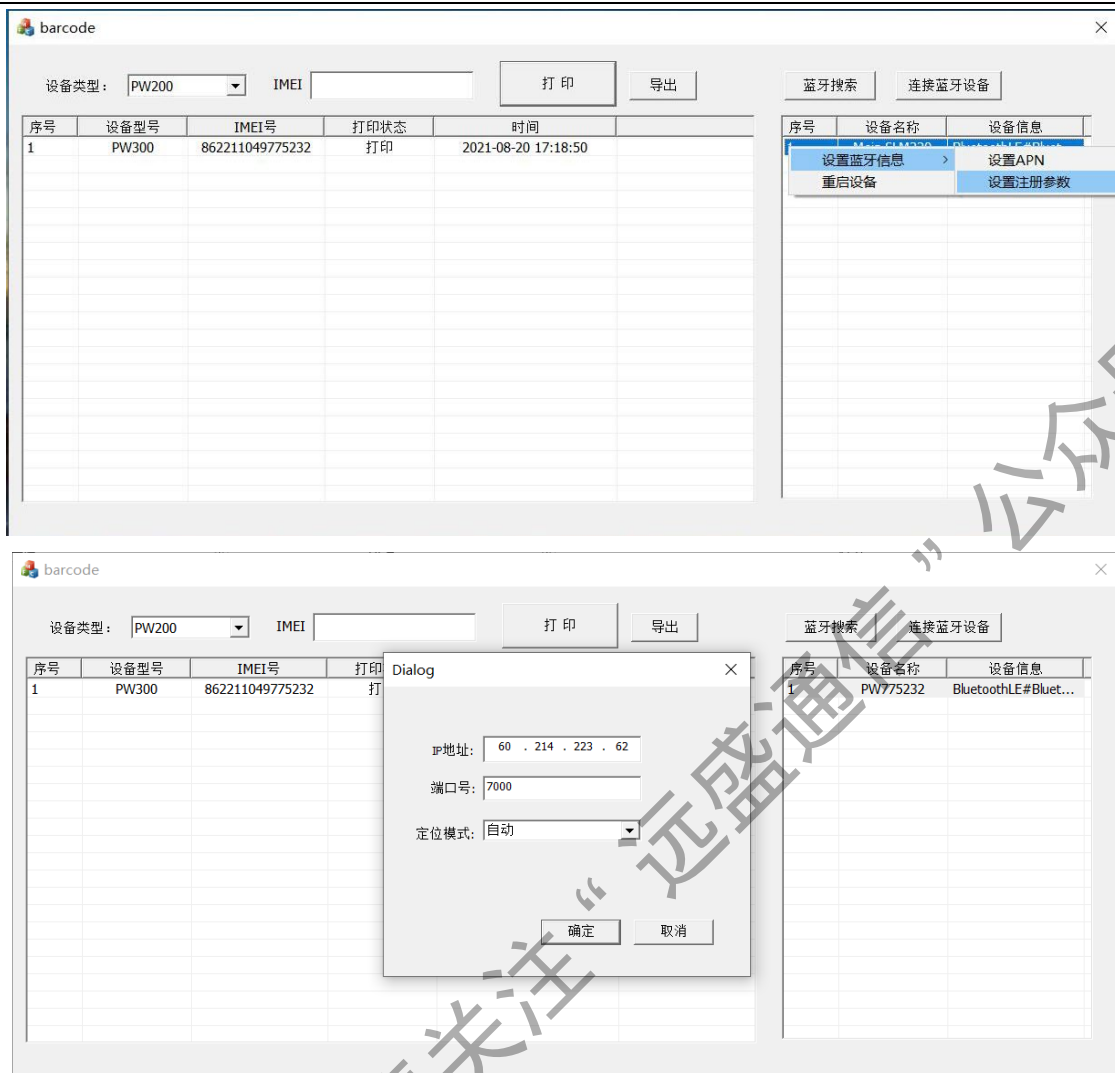 barcode
设备类型： PW200 IMEI 打 印 导出 蓝牙搜索 连接蓝牙设备
序号 设备型号 IMEI号 打印状态 时间 序号 设备名称 设备信息
1 PW300 862211049775232 打印 2021-08-20 17:18:50
设置蓝牙信息 > 设置APN
重启设备 设置注册参数
barcode
设备类型： PW200 IMEI 打 印 导出 蓝牙搜索 连接蓝牙设备
序号 设备型号 IMEI号 打印 序号 设备名称 设备信息
1 PW300 862211049775232 打 1 PW775232 BluetoothLE#Bluet...
Dialog
IP地址: 60 . 214 . 223 . 62
端口号: 7000
定位模式: 自动
确定 取消
关注“远盛通信”公众